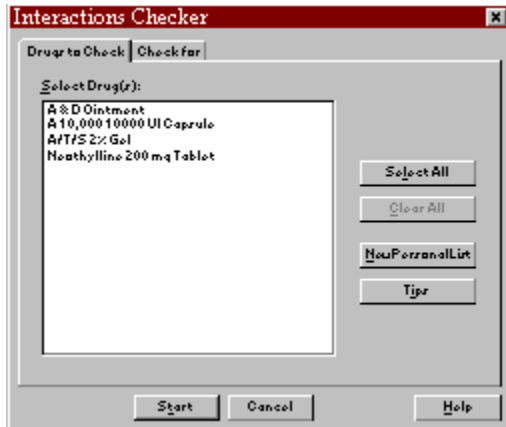 Interactions Checker
Drugs to Check
Check for
Select Drug(s):
A & D Ointment
A 10,000 10000 UI Capsule
A/T/S 2% Gel
Neothylline 200 mg Tablet
Select All
Clear All
New Personal List
Tips
Start
Cancel
Help